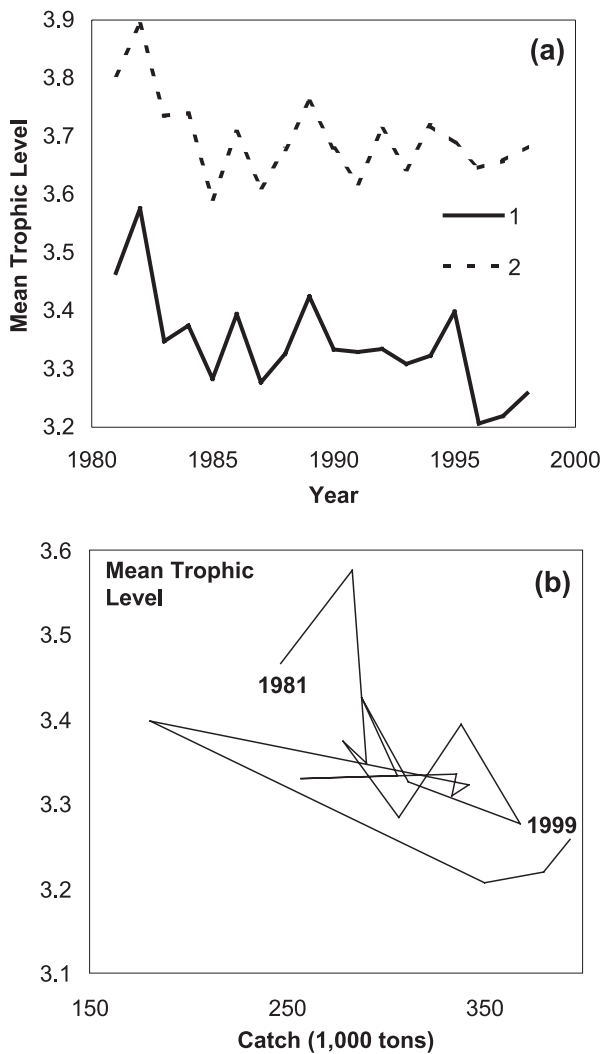 3.9
(a)
3.8
3.7
3.6
3.5
3.4
3.3
3.2
Mean Trophic Level
1
2
1980 1985 1990 1995 2000
Year
3.6
Mean Trophic
Level
(b)
3.5
1981
3.4
3.3
1999
3.2
3.1
150 250 350
Catch (1,000 tons)